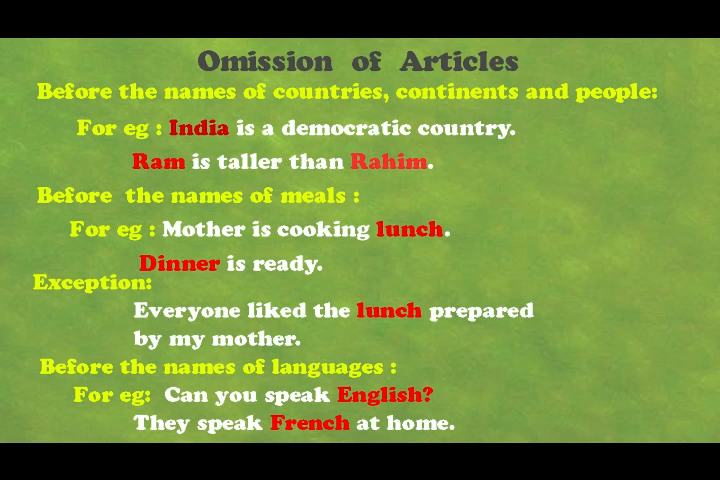 Omission of Articles
Before the names of countries, continents and people:
For eg : India is a democratic country.
Ram is taller than Rahim.
Before the names of meals :
For eg : Mother is cooking lunch.
Dinner is ready.
Exception:
Everyone liked the lunch prepared
by my mother.
Before the names of languages :
For eg: Can you speak English?
They speak French at home.